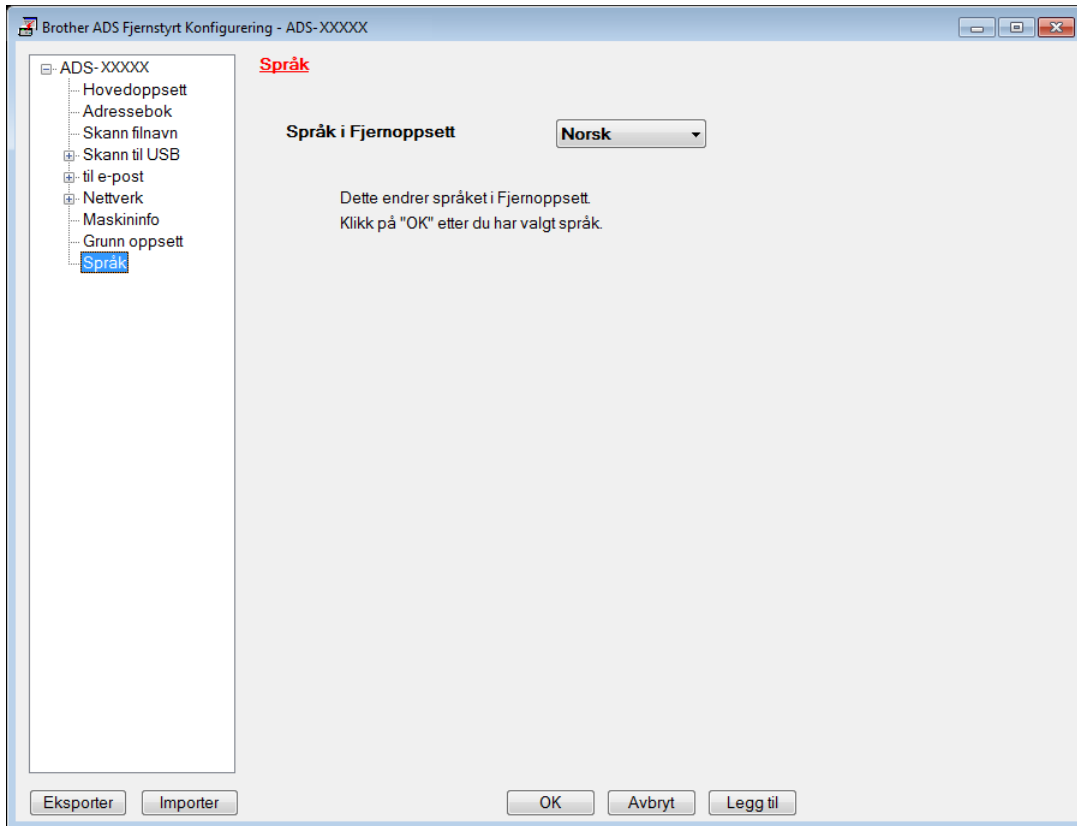 Brother ADS Fjernstyrt Konfigurering - ADS-XXXXX
ADS-XXXXX
Hovedoppsett
Adressebok
Skann filnavn
Skann til USB
til e-post
Nettverk
Maskininfo
Grunn oppsett
Språk
Språk
Språk i Fjernoppsett Norsk
Dette endrer språket i Fjernoppsett.
Klikk på "OK" etter du har valgt språk.
Eksporter Importer OK Avbryt Legg til